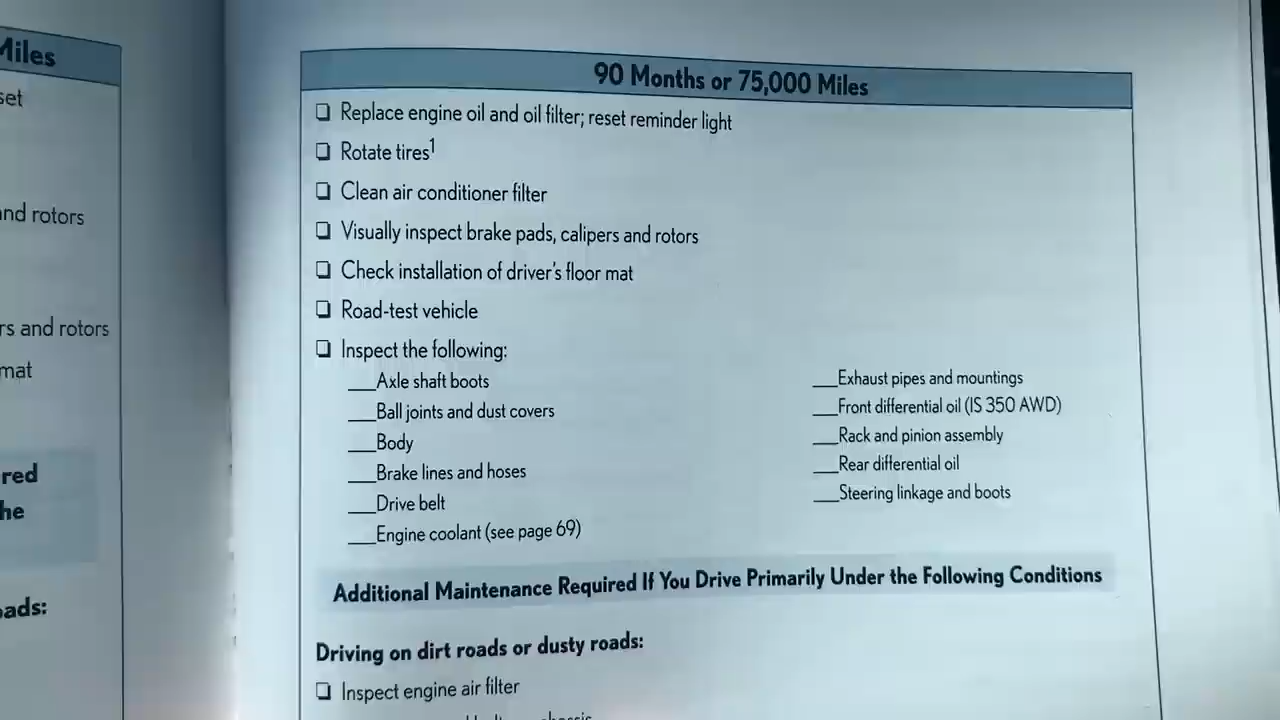 Miles
set
and rotors
rs and rotors
mat
red
he
oads:
90 Months or 75,000 Miles
❑ Replace engine oil and oil filter; reset reminder light
❑ Rotate tires¹
❑ Clean air conditioner filter
❑ Visually inspect brake pads, calipers and rotors
❑ Check installation of driver's floor mat
❑ Road-test vehicle
❑ Inspect the following:
___Axle shaft boots
___Ball joints and dust covers
___Body
___Brake lines and hoses
___Drive belt
___Engine coolant (see page 69)
___Exhaust pipes and mountings
___Front differential oil (IS 350 AWD)
___Rack and pinion assembly
___Rear differential oil
___Steering linkage and boots
Additional Maintenance Required If You Drive Primarily Under the Following Conditions
Driving on dirt roads or dusty roads:
❑ Inspect engine air filter